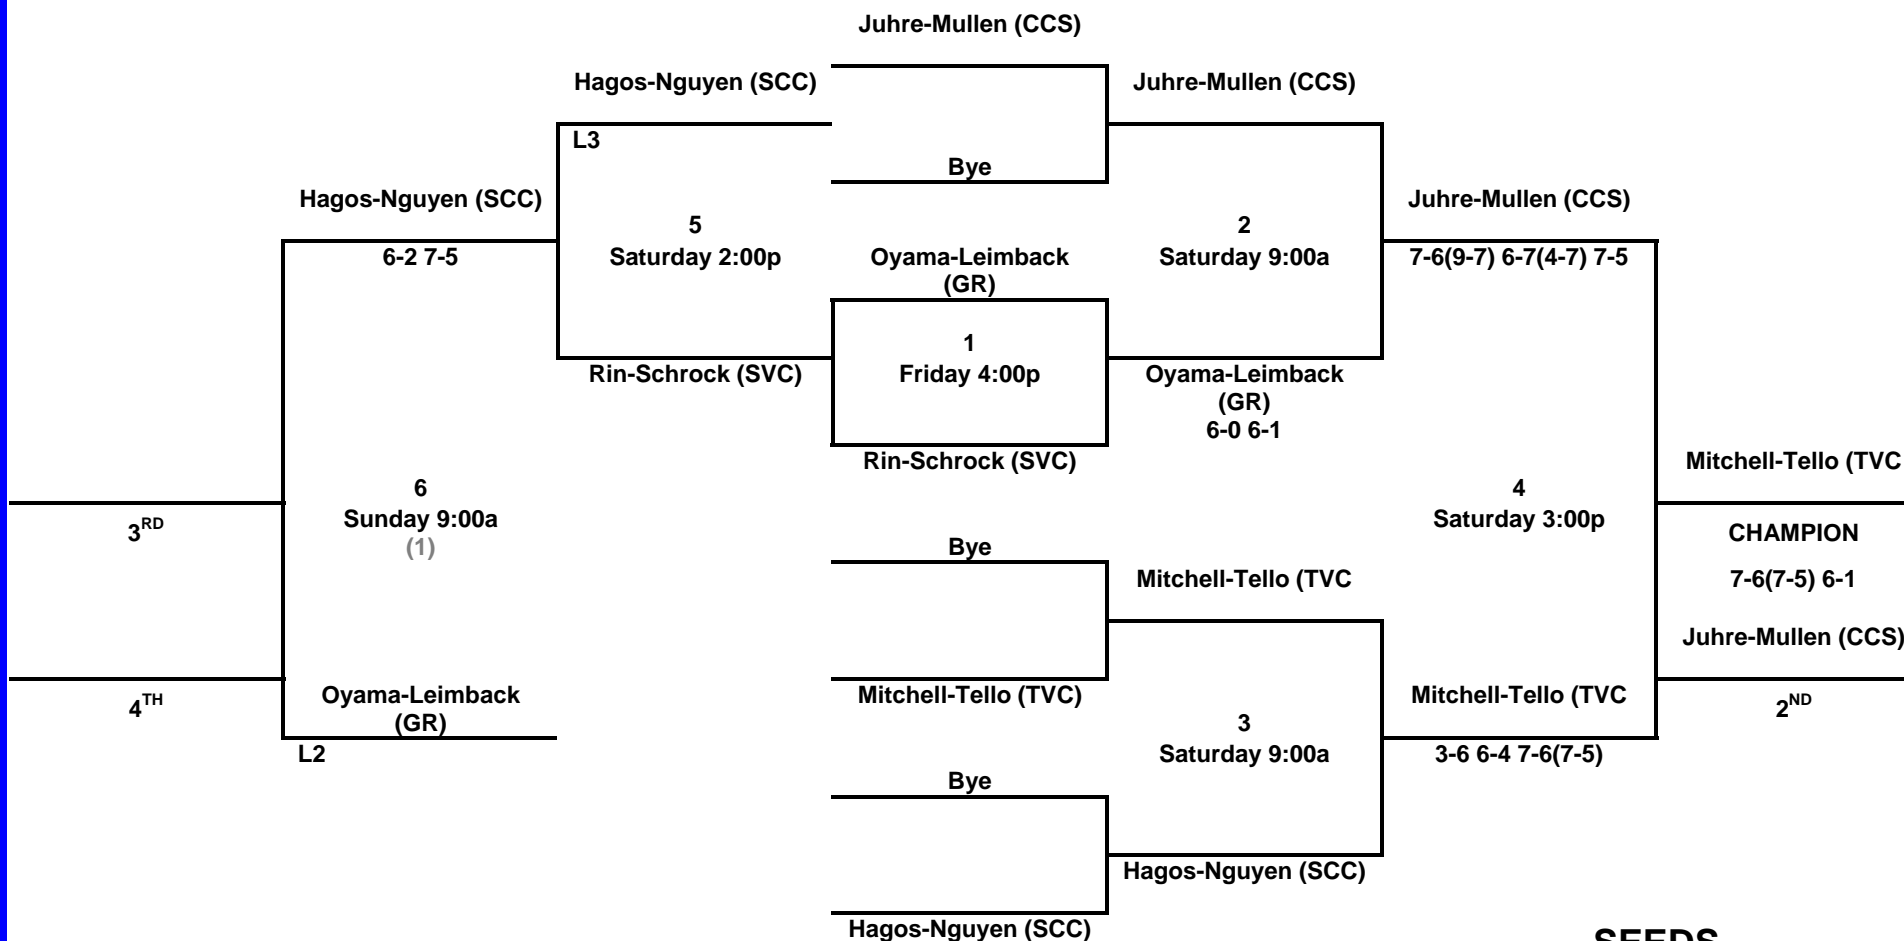 Juhre-Mullen (CCS)
Hagos-Nguyen (SCC)
Juhre-Mullen (CCS)
L3
Bye
Hagos-Nguyen (SCC)
Juhre-Mullen (CCS)
5
2
6-2 7-5
Saturday 2:00p
Oyama-Leimback
(GR)
Saturday 9:00a
7-6(9-7) 6-7(4-7) 7-5
1
Friday 4:00p
Rin-Schrock (SVC)
Oyama-Leimback
(GR)
6-0 6-1
Rin-Schrock (SVC)
Mitchell-Tello (TVC
6
Sunday 9:00a
(1)
4
Saturday 3:00p
3RD
CHAMPION
Bye
7-6(7-5) 6-1
Mitchell-Tello (TVC
Juhre-Mullen (CCS)
4TH
Oyama-Leimback
(GR)
Mitchell-Tello (TVC)
Mitchell-Tello (TVC
2ND
L2
3
Saturday 9:00a
3-6 6-4 7-6(7-5)
Bye
Hagos-Nguyen (SCC)
Hagos-Nguyen (SCC)
SEEDS